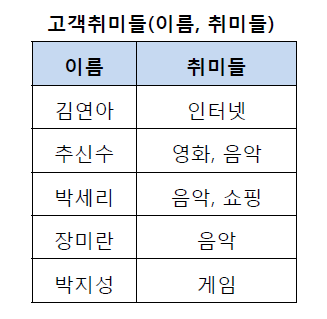 고객취미들(이름, 취미들)
이름 취미들
김연아 인터넷
추신수 영화, 음악
박세리 음악, 쇼핑
장미란 음악
박지성 게임